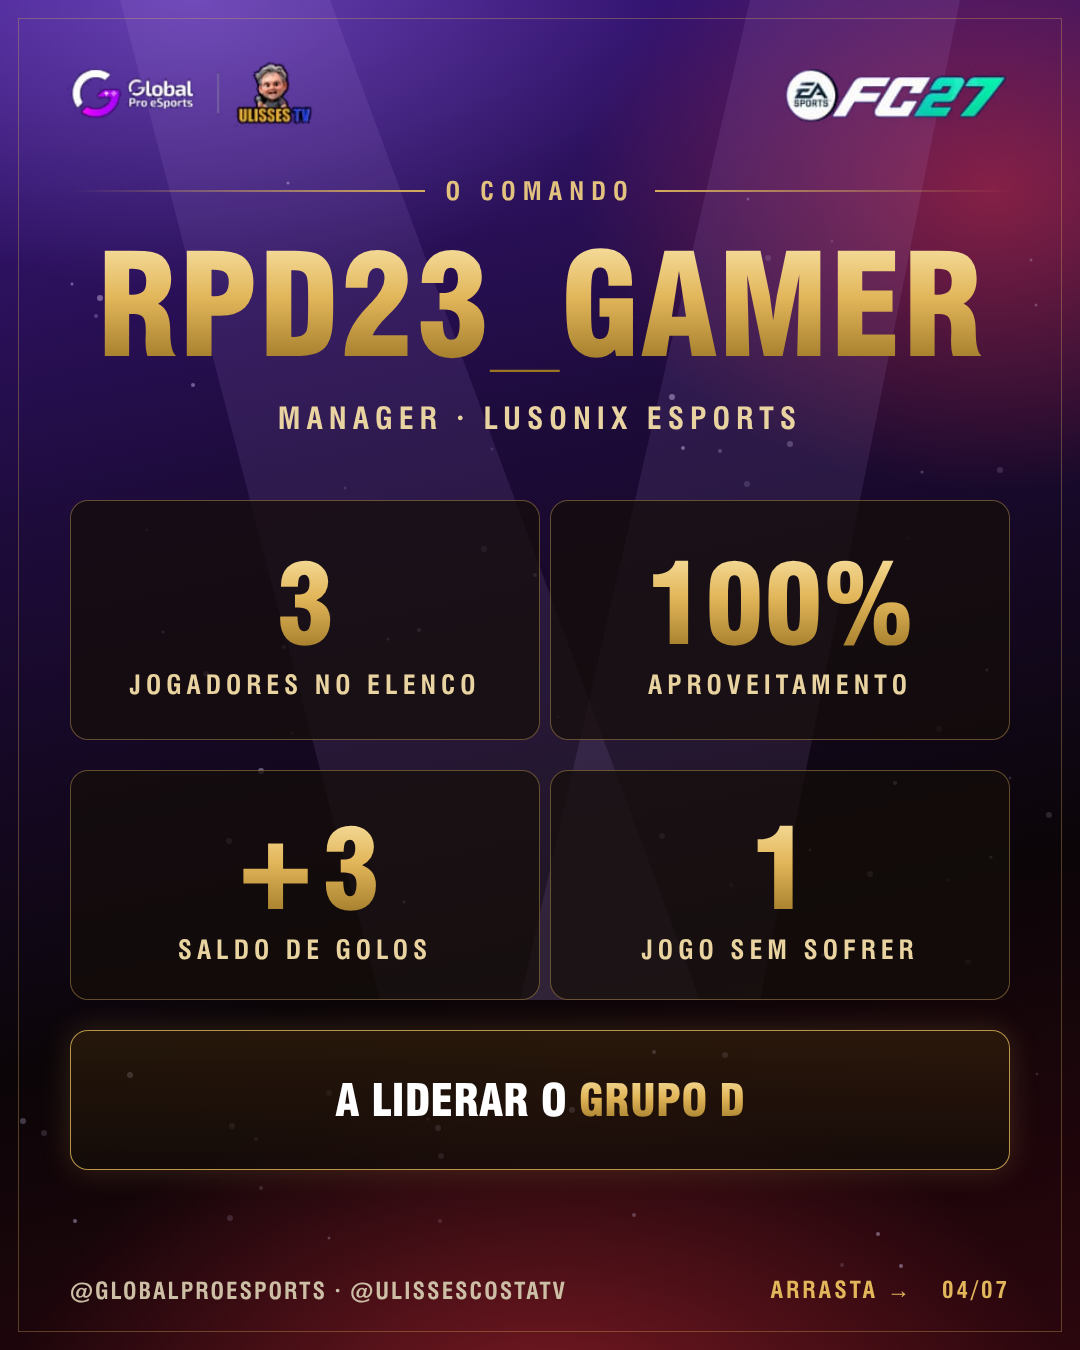 Global
Pro eSports
ULISSES TV
EA
SPORTS
FC27
O COMANDO
RPD23_GAMER
MANAGER · LUSONIX ESPORTS
3
JOGADORES NO ELENCO
100%
APROVEITAMENTO
+3
SALDO DE GOLOS
1
JOGO SEM SOFRER
A LIDERAR O GRUPO D
@GLOBALPROESPORTS · @ULISSESCOSTATV
ARRASTA → 04/07